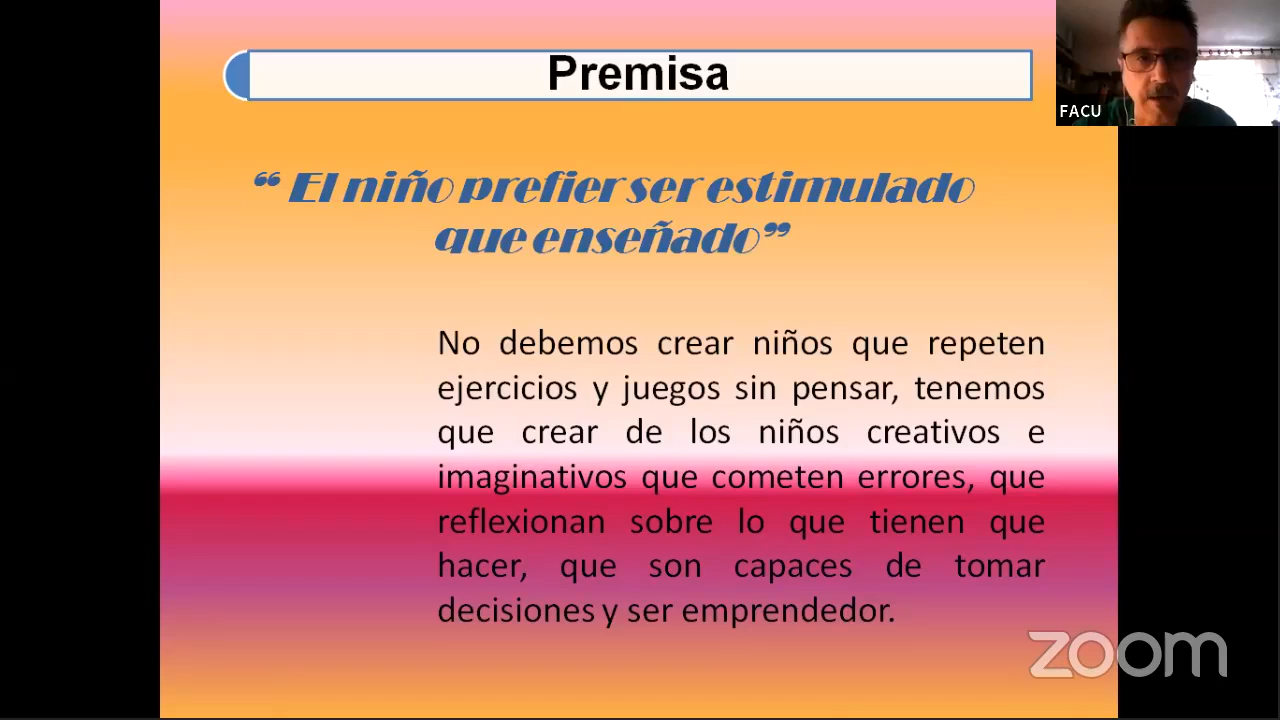 Premisa
FACU
“ El niño prefier ser estimulado
que enseñado”
No debemos crear niños que repeten
ejercicios y juegos sin pensar, tenemos
que crear de los niños creativos e
imaginativos que cometen errores, que
reflexionan sobre lo que tienen que
hacer, que son capaces de tomar
decisiones y ser emprendedor.
zoom